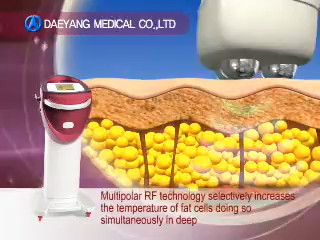 DAEYANG MEDICAL CO.,LTD
Multipolar RF technology selectively increases
the temperature of fat cells doing so
simultaneously in deep